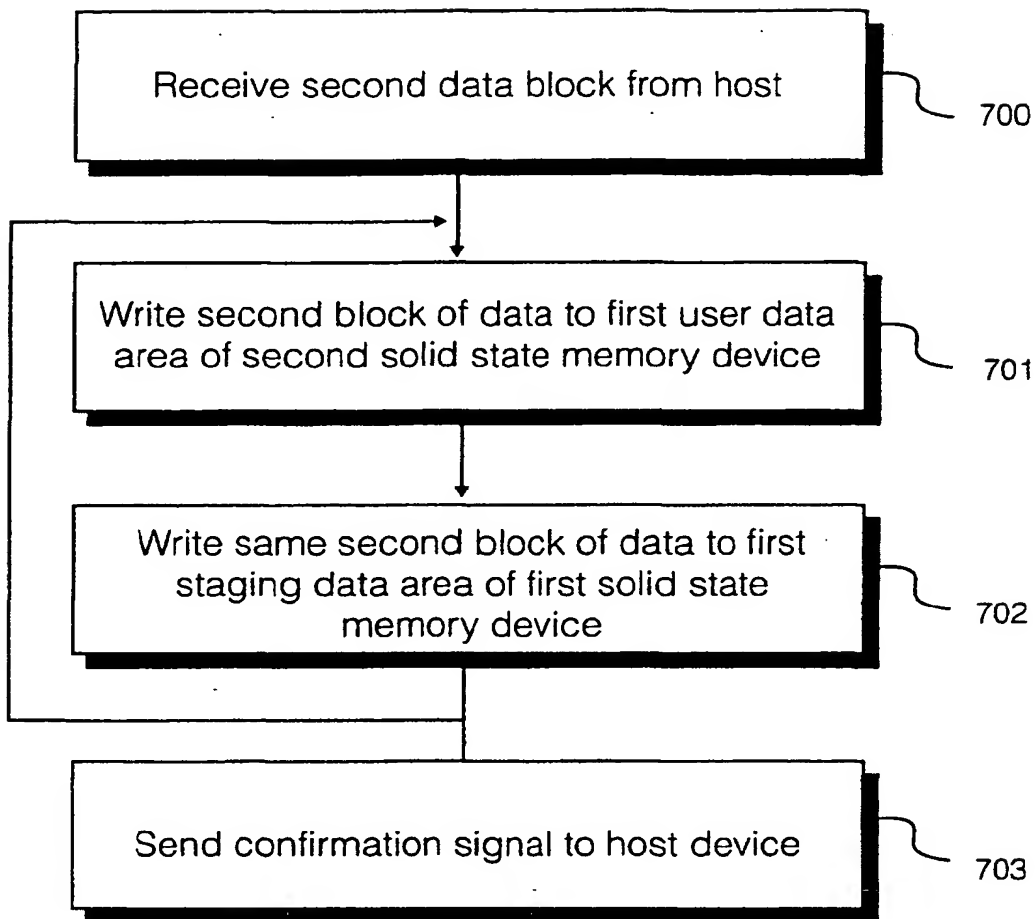 Receive second data block from host
700
Write second block of data to first user data
area of second solid state memory device
701
Write same second block of data to first
staging data area of first solid state
memory device
702
Send confirmation signal to host device
703